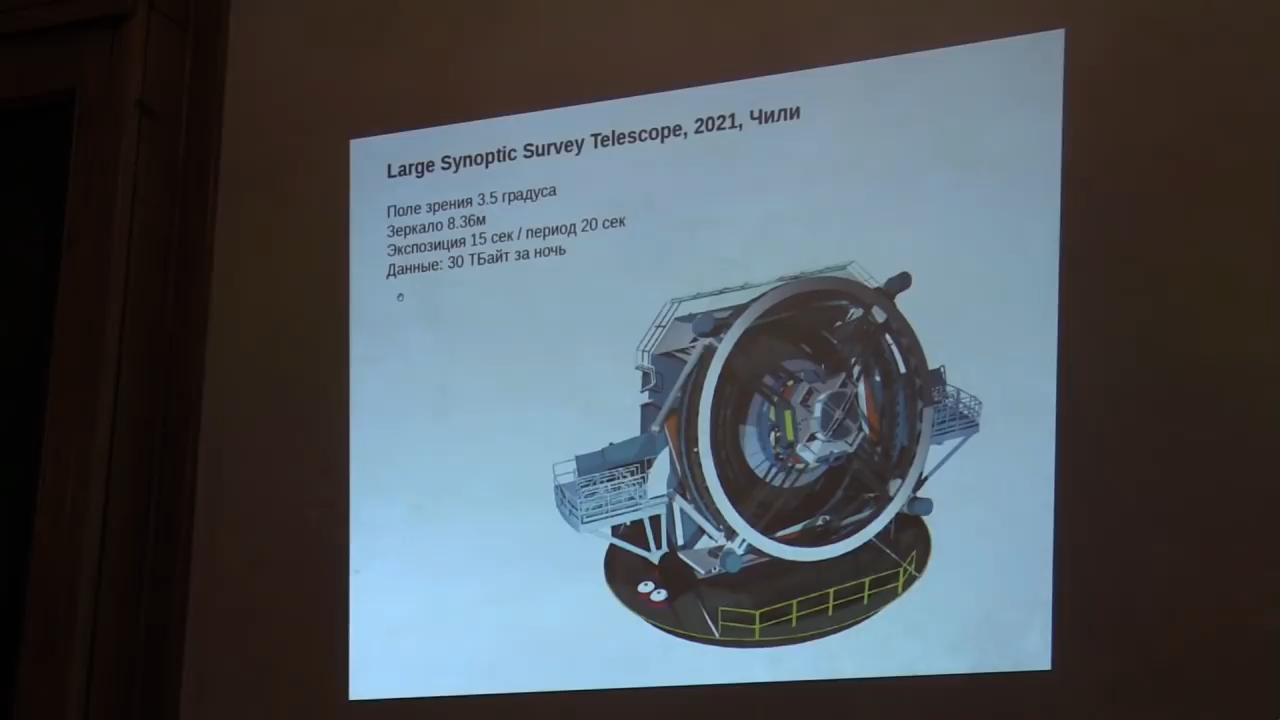 Large Synoptic Survey Telescope, 2021, Чили
Поле зрения 3.5 градуса
Зеркало 8.36м
Экспозиция 15 сек / период 20 сек
Данные: 30 ТБайт за ночь